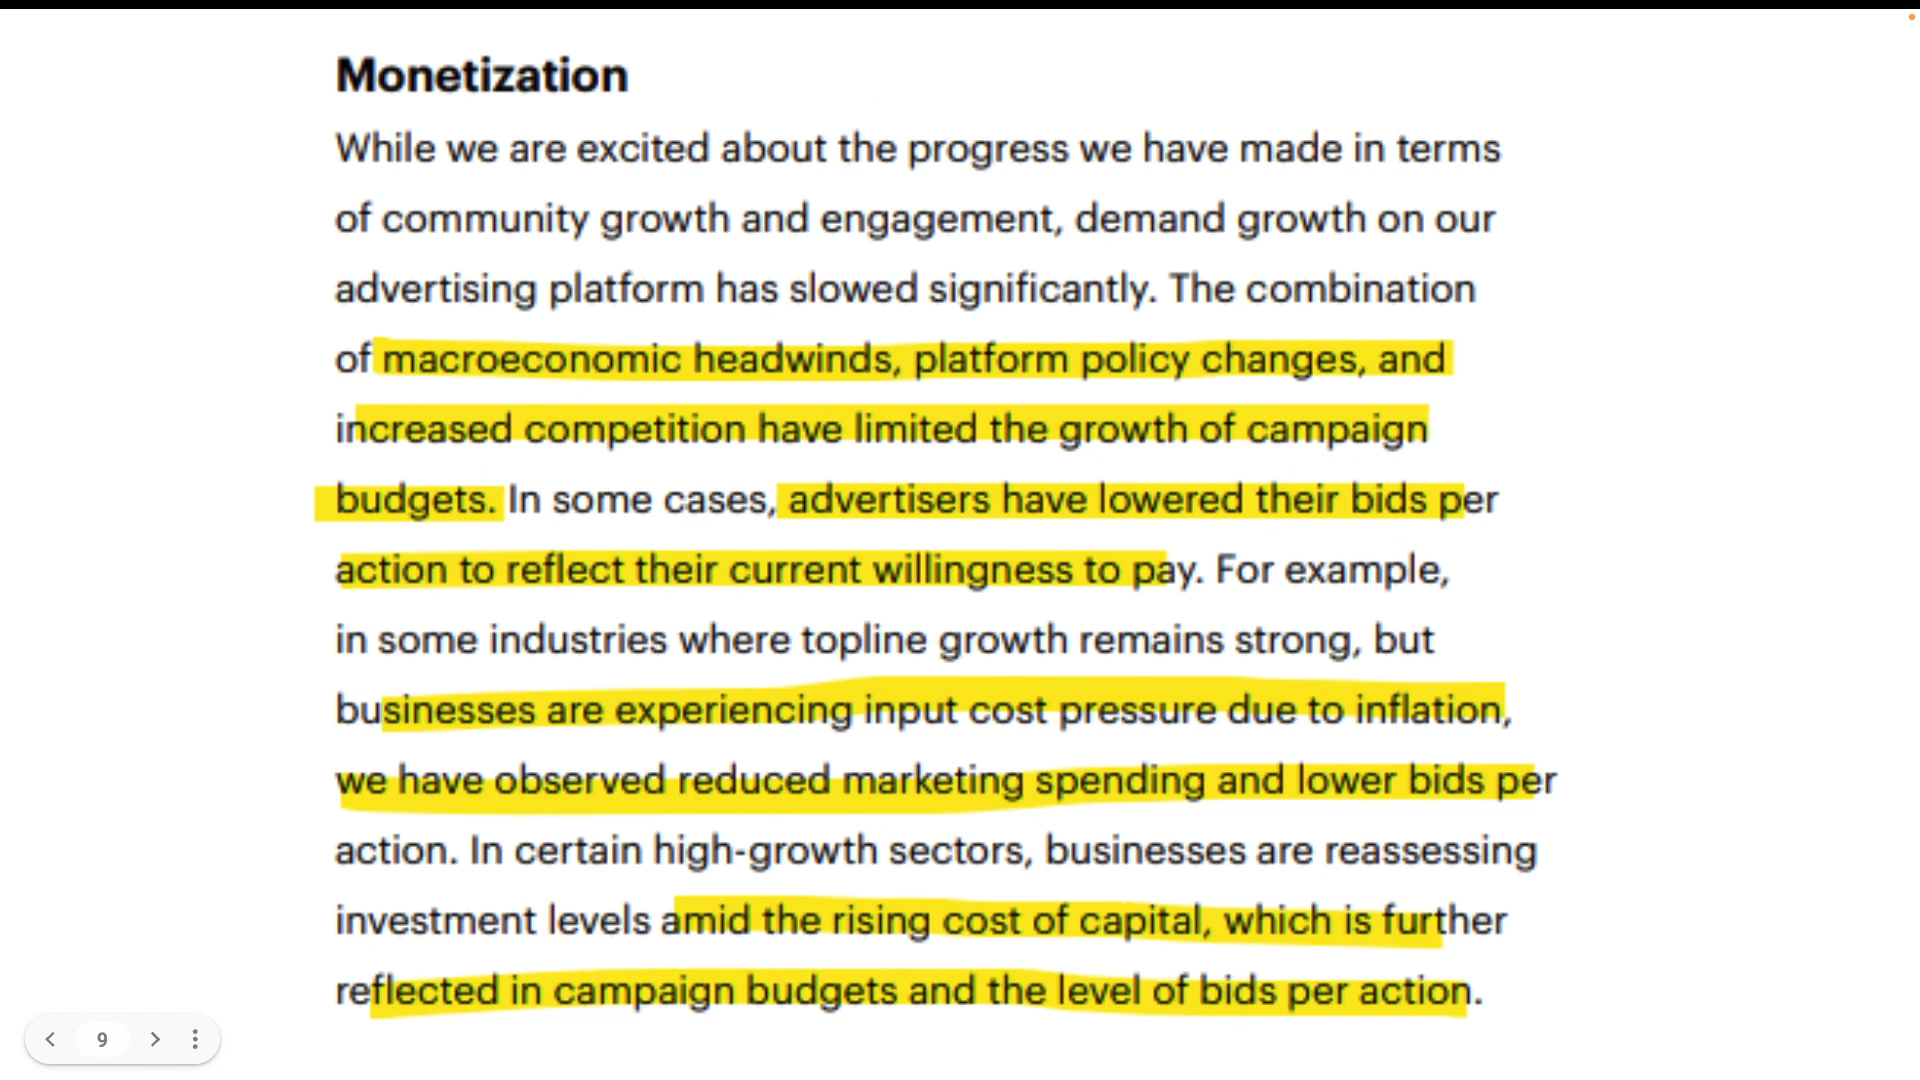 Monetization
While we are excited about the progress we have made in terms
of community growth and engagement, demand growth on our
advertising platform has slowed significantly. The combination
of macroeconomic headwinds, platform policy changes, and
increased competition have limited the growth of campaign
budgets. In some cases, advertisers have lowered their bids per
action to reflect their current willingness to pay. For example,
in some industries where topline growth remains strong, but
businesses are experiencing input cost pressure due to inflation,
we have observed reduced marketing spending and lower bids per
action. In certain high-growth sectors, businesses are reassessing
investment levels amid the rising cost of capital, which is further
reflected in campaign budgets and the level of bids per action.
9